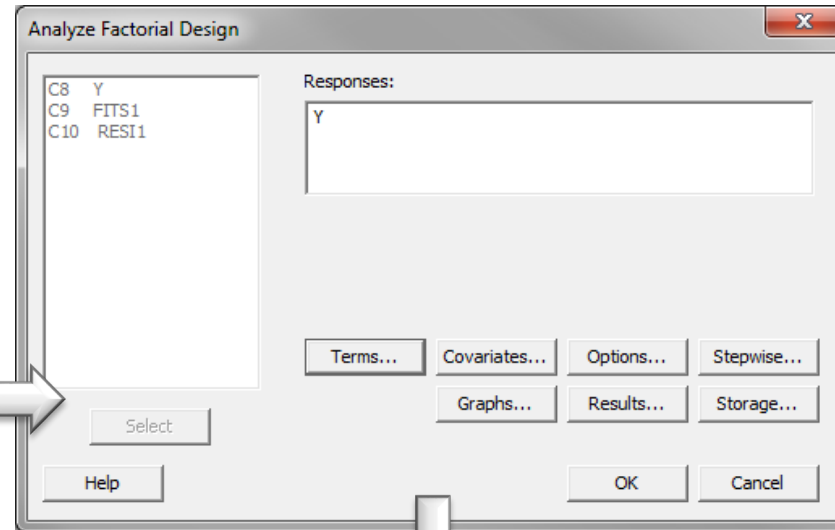 Analyze Factorial Design
C8 Y
C9 FITS1
C10 RESI1
Responses:
Y
Terms... Covariates... Options... Stepwise...
Graphs... Results... Storage...
Select
Help OK Cancel